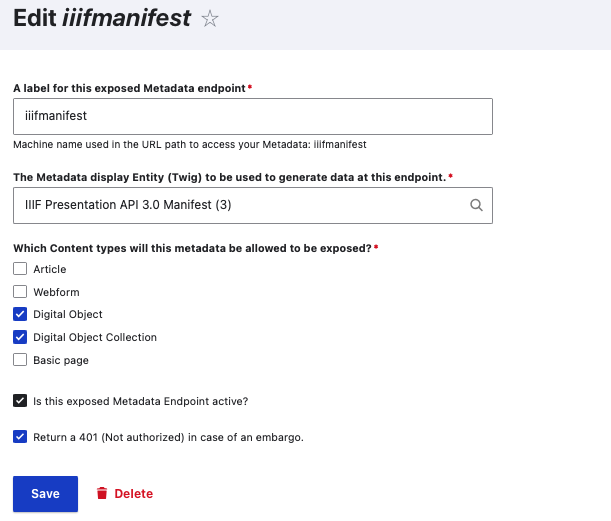 Edit iiifmanifest ☆
A label for this exposed Metadata endpoint*
iiifmanifest
Machine name used in the URL path to access your Metadata: iiifmanifest
The Metadata display Entity (Twig) to be used to generate data at this endpoint.*
IIIF Presentation API 3.0 Manifest (3)
Which Content types will this metadata be allowed to be exposed?*
Article
Webform
Digital Object
Digital Object Collection
Basic page
Is this exposed Metadata Endpoint active?
Return a 401 (Not authorized) in case of an embargo.
Save Delete